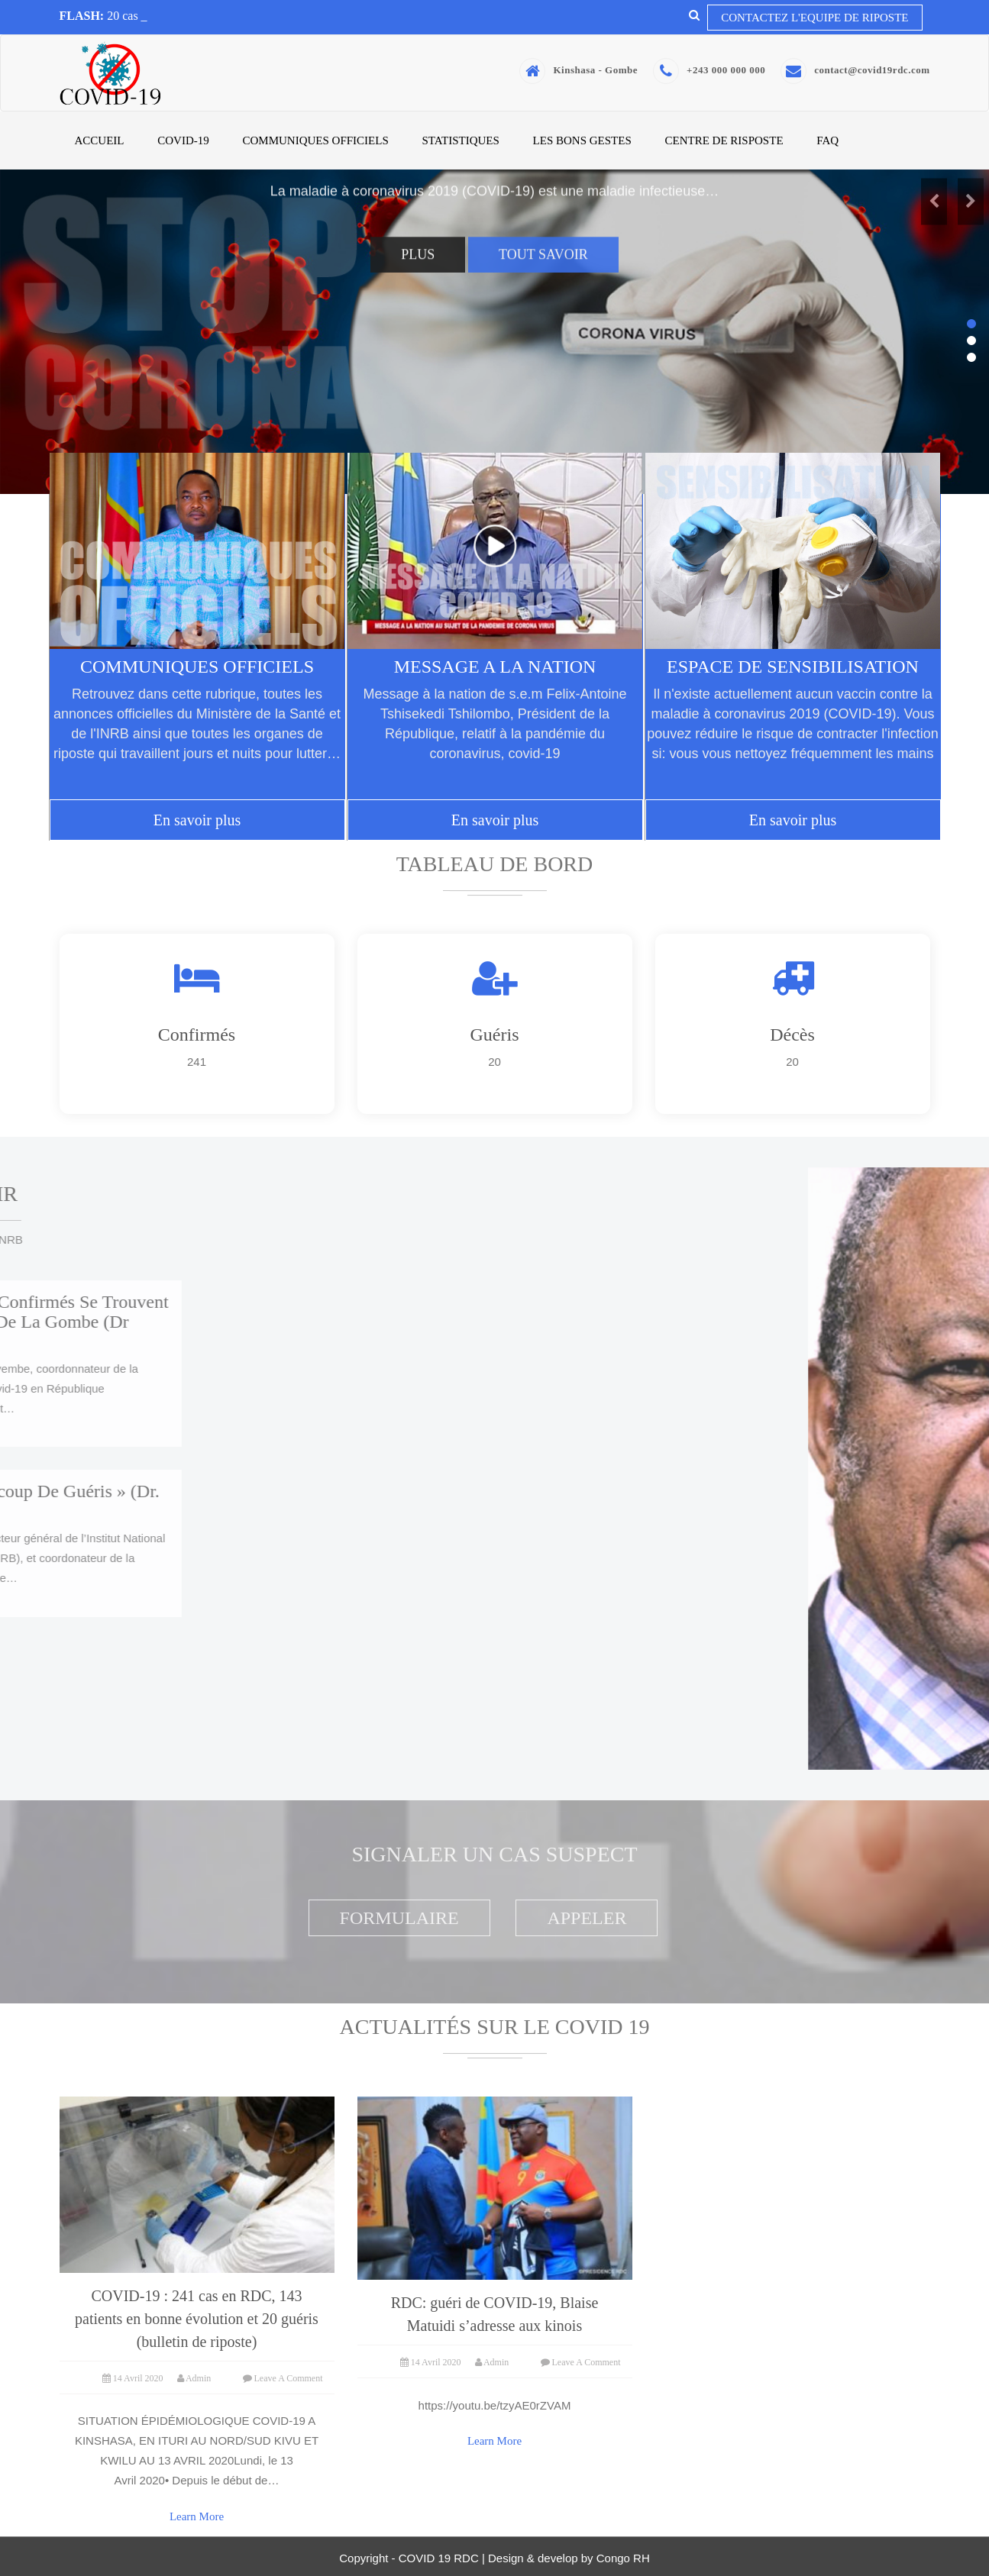 FLASH: 20 cas _
CONTACTEZ L'EQUIPE DE RIPOSTE
COVID-19
Kinshasa - Gombe
+243 000 000 000
contact@covid19rdc.com
ACCUEIL
COVID-19
COMMUNIQUES OFFICIELS
STATISTIQUES
LES BONS GESTES
CENTRE DE RISPOSTE
FAQ
STOP
CORONA
La maladie à coronavirus 2019 (COVID-19) est une maladie infectieuse…
PLUS
TOUT SAVOIR
CORONA VIRUS
COMMUNIQUES
OFFICIELS
COMMUNIQUES OFFICIELS
Retrouvez dans cette rubrique, toutes les
annonces officielles du Ministère de la Santé et
de l'INRB ainsi que toutes les organes de
riposte qui travaillent jours et nuits pour lutter…
En savoir plus
MESSAGE A LA NATION
COVID 19
MESSAGE A LA NATION AU SUJET DE LA PANDEMIE DE CORONA VIRUS
MESSAGE A LA NATION
Message à la nation de s.e.m Felix-Antoine
Tshisekedi Tshilombo, Président de la
République, relatif à la pandémie du
coronavirus, covid-19
En savoir plus
SENSIBILISATION
ESPACE DE SENSIBILISATION
Il n'existe actuellement aucun vaccin contre la
maladie à coronavirus 2019 (COVID-19). Vous
pouvez réduire le risque de contracter l'infection
si: vous vous nettoyez fréquemment les mains
En savoir plus
TABLEAU DE BORD
Confirmés
241
Guéris
20
Décès
20
IR
NRB
Confirmés Se Trouvent
De La Gombe (Dr
embe, coordonnateur de la
vid-19 en République
t…
coup De Guéris » (Dr.
cteur général de l'Institut National
RB), et coordonateur de la
e…
SIGNALER UN CAS SUSPECT
FORMULAIRE
APPELER
ACTUALITÉS SUR LE COVID 19
COVID-19 : 241 cas en RDC, 143
patients en bonne évolution et 20 guéris
(bulletin de riposte)
14 Avril 2020
Admin
Leave A Comment
SITUATION ÉPIDÉMIOLOGIQUE COVID-19 A
KINSHASA, EN ITURI AU NORD/SUD KIVU ET
KWILU AU 13 AVRIL 2020Lundi, le 13
Avril 2020• Depuis le début de…
Learn More
9
©PRESIDENCE RDC
RDC: guéri de COVID-19, Blaise
Matuidi s’adresse aux kinois
14 Avril 2020
Admin
Leave A Comment
https://youtu.be/tzyAE0rZVAM
Learn More
Copyright - COVID 19 RDC | Design & develop by Congo RH